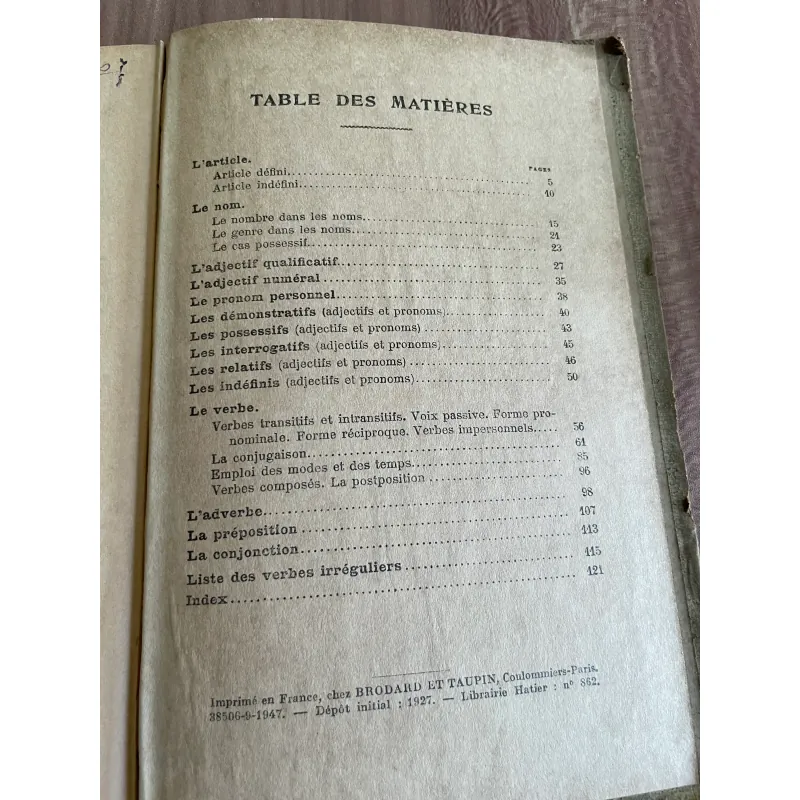 TABLE DES MATIÈRES
PAGES
L'article.
Article défini.......... 5
Article indéfini.......... 10
Le nom.
Le nombre dans les noms.......... 15
Le genre dans les noms.......... 21
Le cas possessif.......... 23
L'adjectif qualificatif.......... 27
L'adjectif numéral.......... 35
Le pronom personnel.......... 38
Les démonstratifs (adjectifs et pronoms).......... 40
Les possessifs (adjectifs et pronoms).......... 43
Les interrogatifs (adjectifs et pronoms).......... 45
Les relatifs (adjectifs et pronoms).......... 46
Les indéfinis (adjectifs et pronoms).......... 50
Le verbe.
Verbes transitifs et intransitifs. Voix passive. Forme pro-
nominale. Forme réciproque. Verbes impersonnels..... 56
La conjugaison.......... 61
Emploi des modes et des temps.......... 85
Verbes composés. La postposition.......... 96
L'adverbe.......... 98
La préposition.......... 107
La conjonction.......... 113
Liste des verbes irréguliers.......... 115
Index.......... 121
Imprimé en France, chez BRODARD ET TAUPIN, Coulommiers-Paris.
38506-9-1947. — Dépôt initial : 1927. — Librairie Hatier : n° 862.